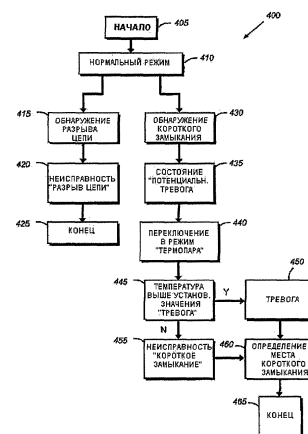 НАЧАЛО
405
400
НОРМАЛЬНЫЙ РЕЖИМ
410
415
ОБНАРУЖЕНИЕ
РАЗРЫВА
ЦЕПИ
430
ОБНАРУЖЕНИЕ
КОРОТКОГО
ЗАМЫКАНИЯ
420
НЕИСПРАВНОСТЬ
"РАЗРЫВ ЦЕПИ"
435
СОСТОЯНИЕ
"ПОТЕНЦИАЛЬН.
ТРЕВОГА
425
КОНЕЦ
440
ПЕРЕКЛЮЧЕНИЕ
В РЕЖИМ
"ТЕРМОПАРА"
445
ТЕМПЕРАТУРА
ВЫШЕ УСТАНОВ.
ЗНАЧЕНИЯ
"ТРЕВОГА"
Y
450
ТРЕВОГА
N
455
НЕИСПРАВНОСТЬ
"КОРОТКОЕ
ЗАМЫКАНИЕ"
460
ОПРЕДЕЛЕНИЕ
МЕСТА
КОРОТКОГО
ЗАМЫКАНИЯ
465
КОНЕЦ